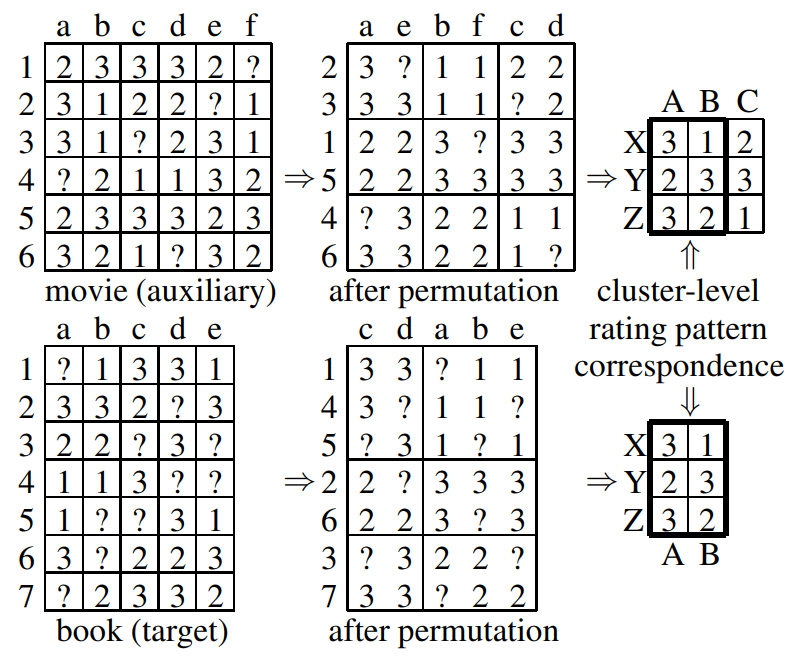 a b c d e f
1 2 3 3 3 2 ?
2 3 1 2 2 ? 1
3 3 1 ? 2 3 1
4 ? 2 1 1 3 2
5 2 3 3 3 2 3
6 3 2 1 ? 3 2
movie (auxiliary)
⇒
a e b f c d
2 3 ? 1 1 2 2
3 3 3 1 1 ? 2
1 2 2 3 ? 3 3
5 2 2 3 3 3 3
4 ? 3 2 2 1 1
6 3 3 2 2 1 ?
after permutation
⇒
A B C
X 3 1 2
Y 2 3 3
Z 3 2 1
⇑
cluster-level
rating pattern
correspondence
⇓
a b c d e
1 ? 1 3 3 1
2 3 3 2 ? 3
3 2 2 ? 3 ?
4 1 1 3 ? ?
5 1 ? ? 3 1
6 3 ? 2 2 3
7 ? 2 3 3 2
book (target)
⇒
c d a b e
1 3 3 ? 1 1
4 3 ? 1 1 ?
5 ? 3 1 ? 1
2 2 ? 3 3 3
6 2 2 3 ? 3
3 ? 3 2 2 ?
7 3 3 ? 2 2
after permutation
⇒
X 3 1
Y 2 3
Z 3 2
A B